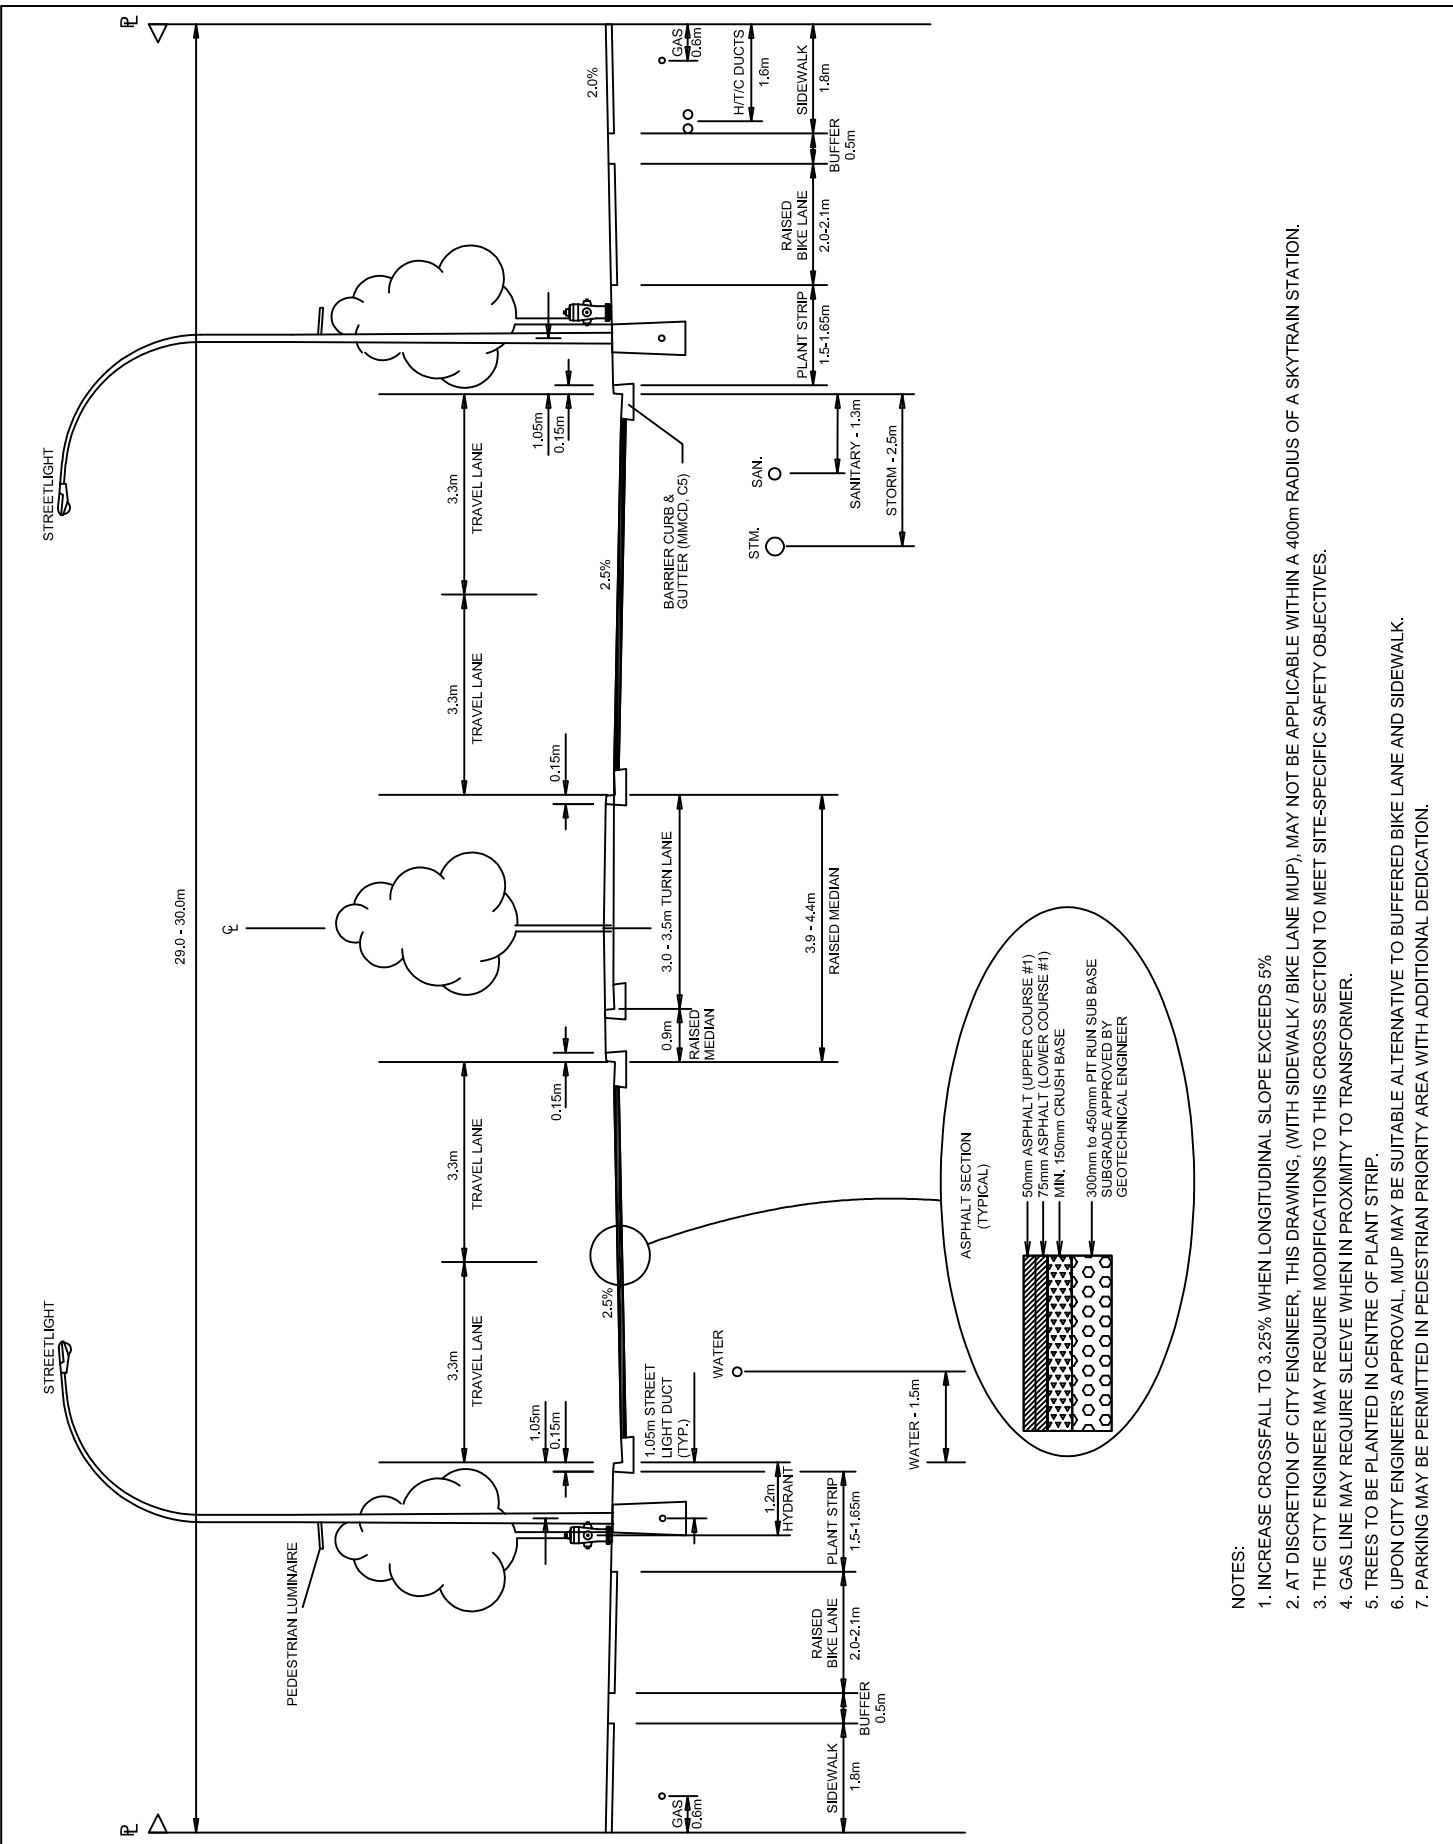 ℄
29.0 - 30.0m
℄
STREETLIGHT
STREETLIGHT
PEDESTRIAN LUMINAIRE
3.3m
TRAVEL LANE
3.3m
TRAVEL LANE
3.3m
TRAVEL LANE
3.3m
TRAVEL LANE
1.05m
0.15m
0.15m
0.15m
1.05m
0.15m
2.5%
2.5%
2.0%
GAS
0.6m
1.05m STREET
LIGHT DUCT
(TYP.)
WATER
1.2m
HYDRANT
0.9m
RAISED
MEDIAN
3.0 - 3.5m TURN LANE
3.9 - 4.4m
RAISED MEDIAN
BARRIER CURB &
GUTTER (MMCD, C5)
STM.
SAN.
GAS
0.6m
H/T/C DUCTS
1.6m
SIDEWALK
1.8m
BUFFER
0.5m
RAISED
BIKE LANE
2.0-2.1m
PLANT STRIP
1.5-1.65m
WATER - 1.5m
SANITARY - 1.3m
STORM - 2.5m
PLANT STRIP
1.5-1.65m
RAISED
BIKE LANE
2.0-2.1m
BUFFER
0.5m
SIDEWALK
1.8m
ASPHALT SECTION
(TYPICAL)
50mm ASPHALT (UPPER COURSE #1)
75mm ASPHALT (LOWER COURSE #1)
MIN. 150mm CRUSH BASE
300mm to 450mm PIT RUN SUB BASE
SUBGRADE APPROVED BY
GEOTECHNICAL ENGINEER
NOTES:
1. INCREASE CROSSFALL TO 3.25% WHEN LONGITUDINAL SLOPE EXCEEDS 5%
2. AT DISCRETION OF CITY ENGINEER, THIS DRAWING, (WITH SIDEWALK / BIKE LANE MUP), MAY NOT BE APPLICABLE WITHIN A 400m RADIUS OF A SKYTRAIN STATION.
3. THE CITY ENGINEER MAY REQUIRE MODIFICATIONS TO THIS CROSS SECTION TO MEET SITE-SPECIFIC SAFETY OBJECTIVES.
4. GAS LINE MAY REQUIRE SLEEVE WHEN IN PROXIMITY TO TRANSFORMER.
5. TREES TO BE PLANTED IN CENTRE OF PLANT STRIP.
6. UPON CITY ENGINEER'S APPROVAL, MUP MAY BE SUITABLE ALTERNATIVE TO BUFFERED BIKE LANE AND SIDEWALK.
7. PARKING MAY BE PERMITTED IN PEDESTRIAN PRIORITY AREA WITH ADDITIONAL DEDICATION.